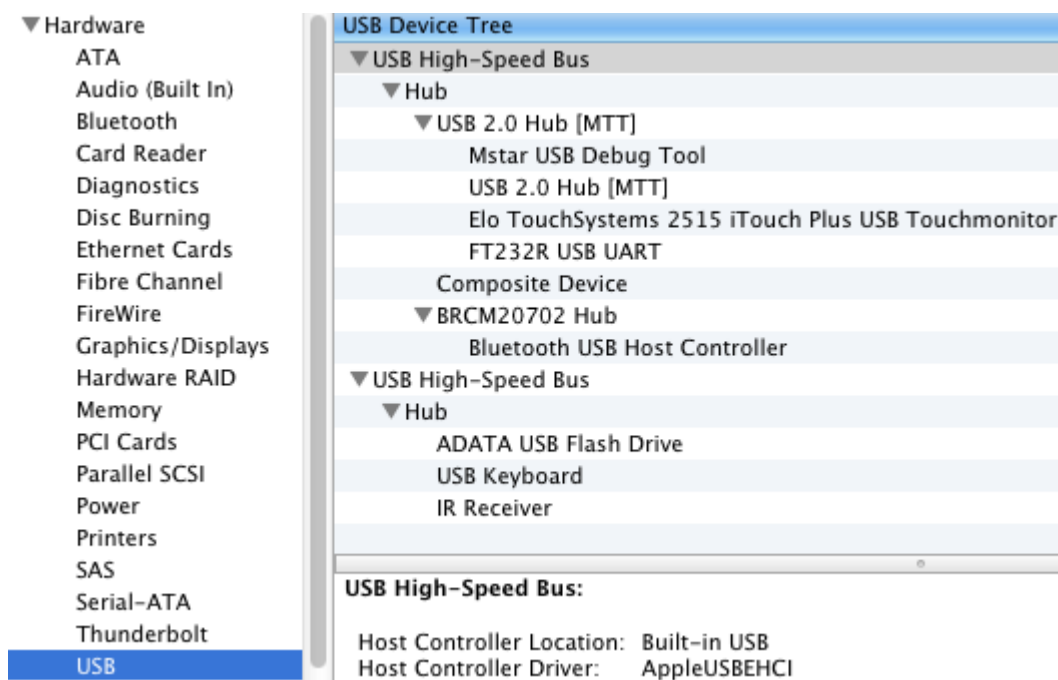 Hardware
ATA
Audio (Built In)
Bluetooth
Card Reader
Diagnostics
Disc Burning
Ethernet Cards
Fibre Channel
FireWire
Graphics/Displays
Hardware RAID
Memory
PCI Cards
Parallel SCSI
Power
Printers
SAS
Serial-ATA
Thunderbolt
USB
USB Device Tree
USB High-Speed Bus
Hub
USB 2.0 Hub [MTT]
Mstar USB Debug Tool
USB 2.0 Hub [MTT]
Elo TouchSystems 2515 iTouch Plus USB Touchmonitor
FT232R USB UART
Composite Device
BRCM20702 Hub
Bluetooth USB Host Controller
USB High-Speed Bus
Hub
ADATA USB Flash Drive
USB Keyboard
IR Receiver
USB High-Speed Bus:
Host Controller Location: Built-in USB
Host Controller Driver: AppleUSBEHCI